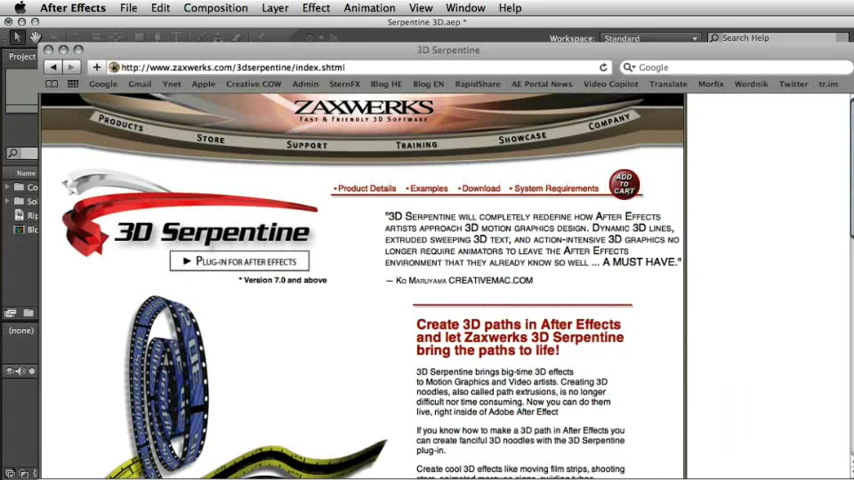 After Effects File Edit Composition Layer Effect Animation View Window Help
Serpentine 3D.aep *
Workspace: Standard Search Help
Project
3D Serpentine
http://www.zaxwerks.com/3dserpentine/index.shtml
Google
Google Creative COW Ynet Apple Creative COW Admin SternFX Blog HE Blog EN RapidShare AE Portal News Video Copilot Translate Morfix Wordnik Twitter tr.im
ZAXWERKS
FAST & FRIENDLY 3D SOFTWARE
PRODUCTS STORE SUPPORT TRAINING SHOWCASE COMPANY
Name
Co
Sol
Rip
Blo
(none)
Product Details Examples Download System Requirements
ADD TO CART
3D Serpentine
PLUG-IN FOR AFTER EFFECTS
* Version 7.0 and above
"3D SERPENTINE WILL COMPLETELY REDEFINE HOW AFTER EFFECTS
ARTISTS APPROACH 3D MOTION GRAPHICS DESIGN. DYNAMIC 3D LINES,
EXTRUDED SWEEPING 3D TEXT, AND ACTION-INTENSIVE 3D GRAPHICS NO
LONGER REQUIRE ANIMATORS TO LEAVE THE AFTER EFFECTS
ENVIRONMENT THAT THEY ALREADY KNOW SO WELL ... A MUST HAVE."
— KO MARUYAMA CREATIVEMAC.COM
Create 3D paths in After Effects
and let Zaxwerks 3D Serpentine
bring the paths to life!
3D Serpentine brings big-time 3D effects
to Motion Graphics and Video artists. Creating 3D
noodles, also called path extrusions, is no longer
difficult nor time consuming. Now you can do them
live, right inside of Adobe After Effect
If you know how to make a 3D path in After Effects you
can create fanciful 3D noodles with the 3D Serpentine
plug-in.
Create cool 3D effects like moving film strips, shooting